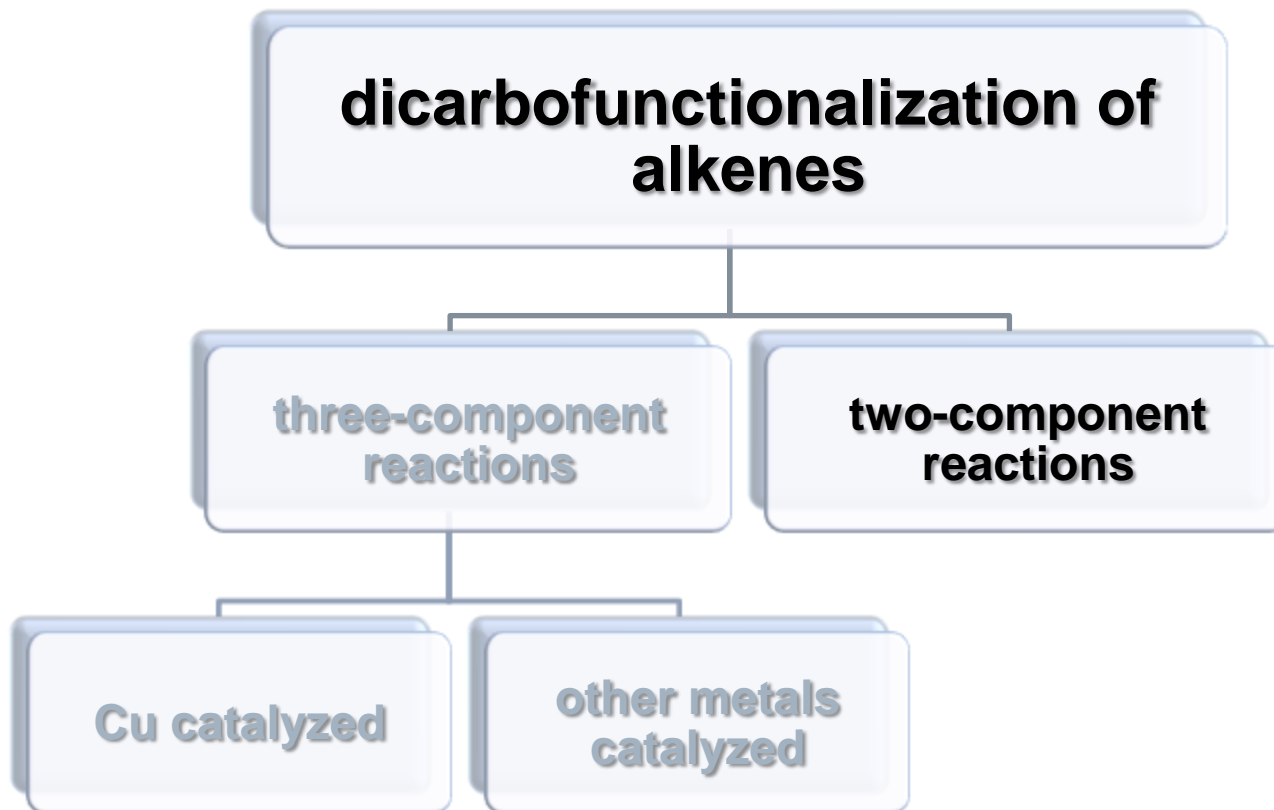 dicarbofunctionalization of
alkenes
three-component
reactions
two-component
reactions
Cu catalyzed
other metals
catalyzed